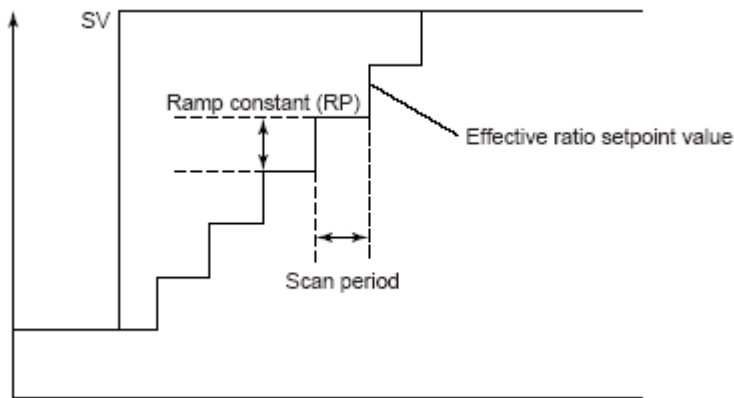 SV
Ramp constant (RP)
Effective ratio setpoint value
Scan period